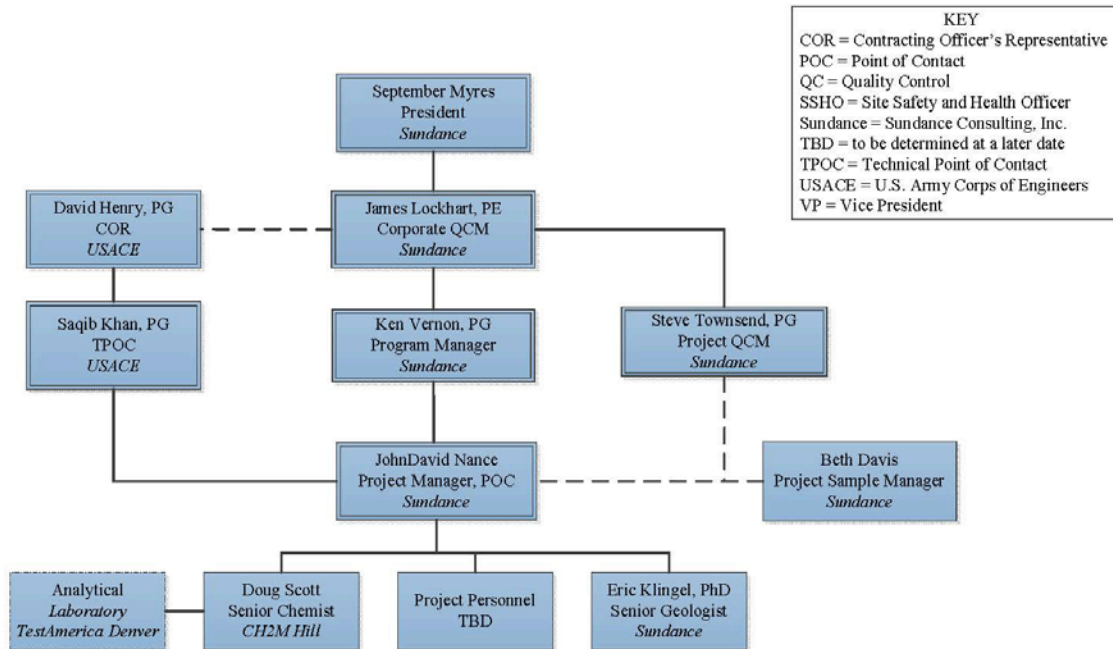 KEY
COR = Contracting Officer's Representative
POC = Point of Contact
QC = Quality Control
SSHO = Site Safety and Health Officer
Sundance = Sundance Consulting, Inc.
TBD = to be determined at a later date
TPOC = Technical Point of Contact
USACE = U.S. Army Corps of Engineers
VP = Vice President
September Myres
President
Sundance
David Henry, PG
COR
USACE
James Lockhart, PE
Corporate QCM
Sundance
Saqib Khan, PG
TPOC
USACE
Ken Vernon, PG
Program Manager
Sundance
Steve Townsend, PG
Project QCM
Sundance
JohnDavid Nance
Project Manager, POC
Sundance
Beth Davis
Project Sample Manager
Sundance
Analytical
Laboratory
TestAmerica Denver
Doug Scott
Senior Chemist
CH2M Hill
Project Personnel
TBD
Eric Klingel, PhD
Senior Geologist
Sundance